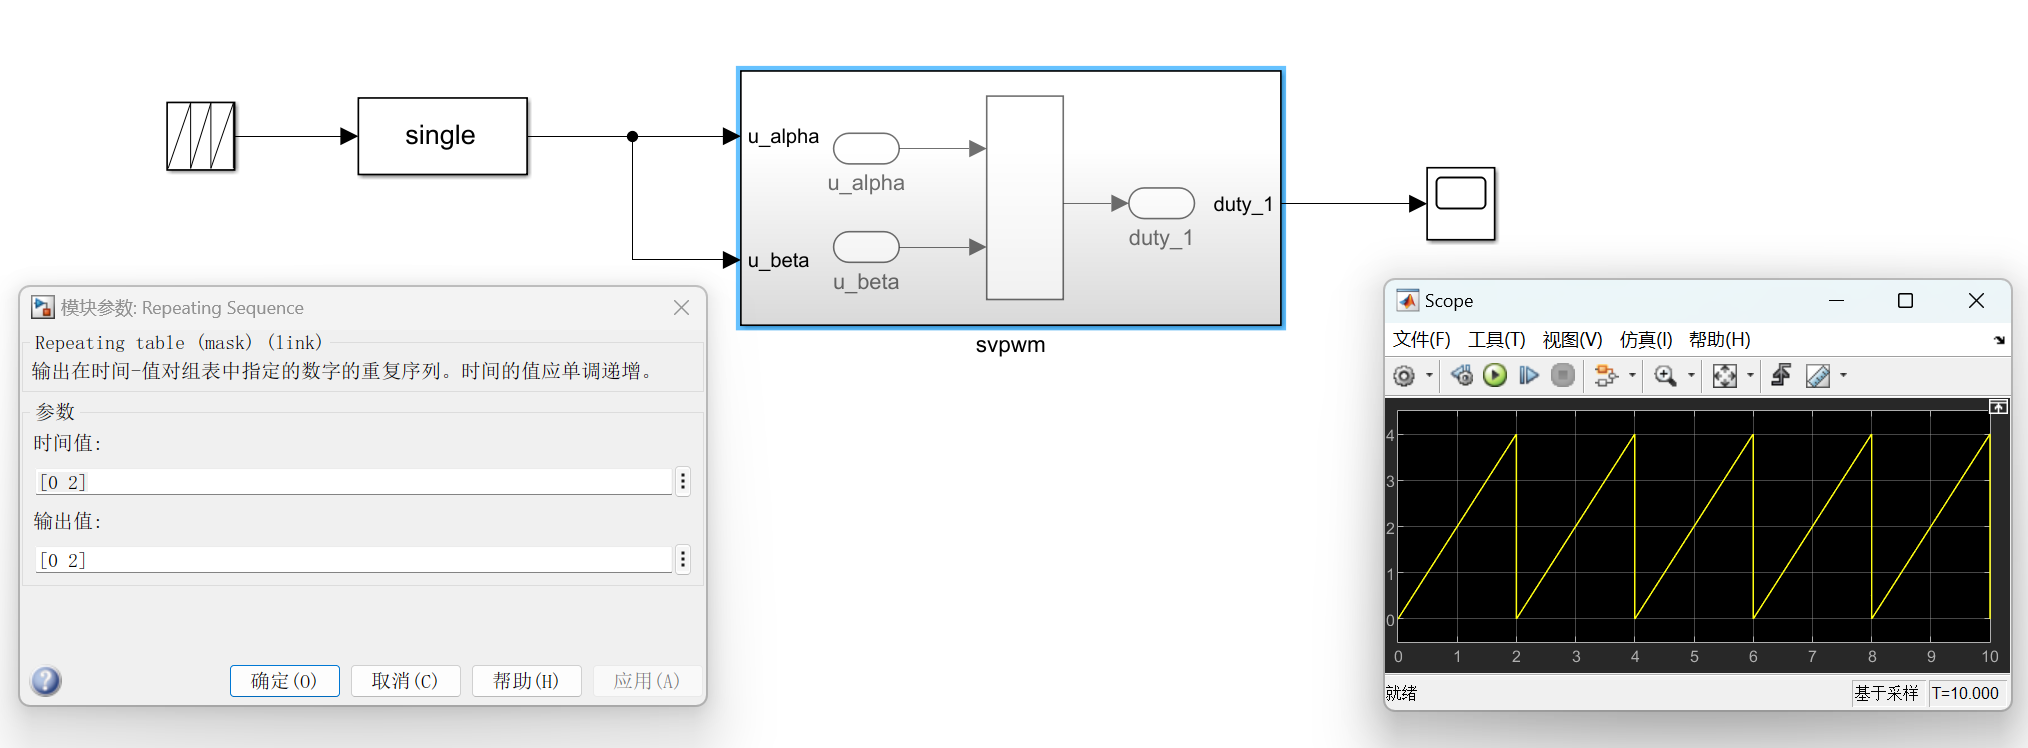 single
u_alpha
u_alpha
duty_1
duty_1
u_beta
u_beta
svpwm
模块参数: Repeating Sequence
Repeating table (mask) (link)
输出在时间-值对组表中指定的数字的重复序列。时间的值应单调递增。
参数
时间值:
[0 2]
输出值:
[0 2]
确定(O)
取消(C)
帮助(H)
应用(A)
Scope
文件(F) 工具(T) 视图(V) 仿真(I) 帮助(H)
4
3
2
1
0
0 1 2 3 4 5 6 7 8 9 10
就绪
基于采样
T=10.000